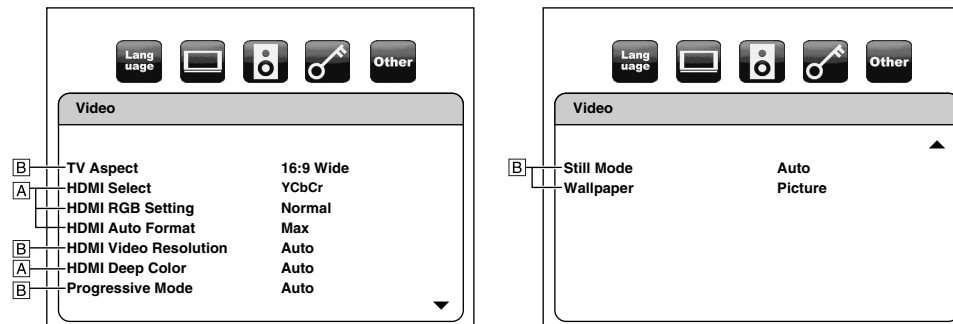 Lang
uage
Other
Video
B TV Aspect 16:9 Wide
A HDMI Select YCbCr
HDMI RGB Setting Normal
HDMI Auto Format Max
B HDMI Video Resolution Auto
A HDMI Deep Color Auto
B Progressive Mode Auto
Lang
uage
Other
Video
B Still Mode Auto
Wallpaper Picture